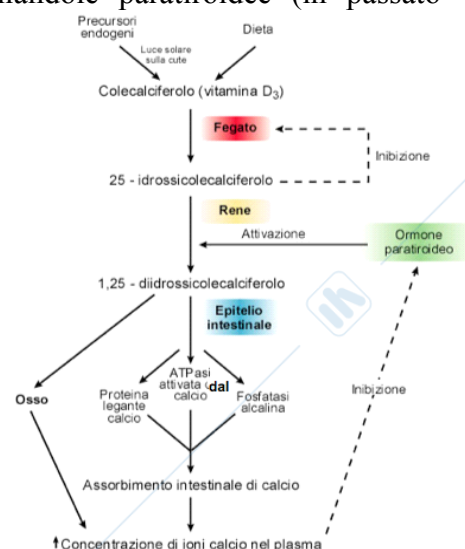 nandole paratiroidee (in passato
Precursori
endogeni
Dieta
Luce solare
sulla cute
Colecalciferolo (vitamina D3)
Fegato
Inibizione
25 - idrossicolecalciferolo
Rene
Attivazione
Ormone
paratiroideo
1,25 - diidrossicolecalciferolo
Epitelio
intestinale
Osso
Proteina
legante
calcio
ATPasi
attivata dal
calcio
Fosfatasi
alcalina
Inibizione
Assorbimento intestinale di calcio
↑Concentrazione di ioni calcio nel plasma